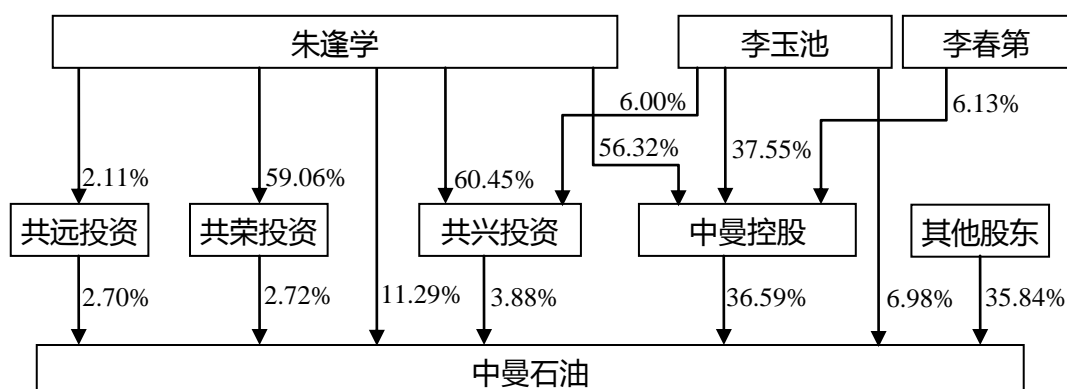 朱逢学
李玉池
李春第
6.00%
6.13%
56.32%
37.55%
2.11%
59.06%
60.45%
共远投资
共荣投资
共兴投资
中曼控股
其他股东
2.70%
2.72%
11.29%
3.88%
36.59%
6.98%
35.84%
中曼石油